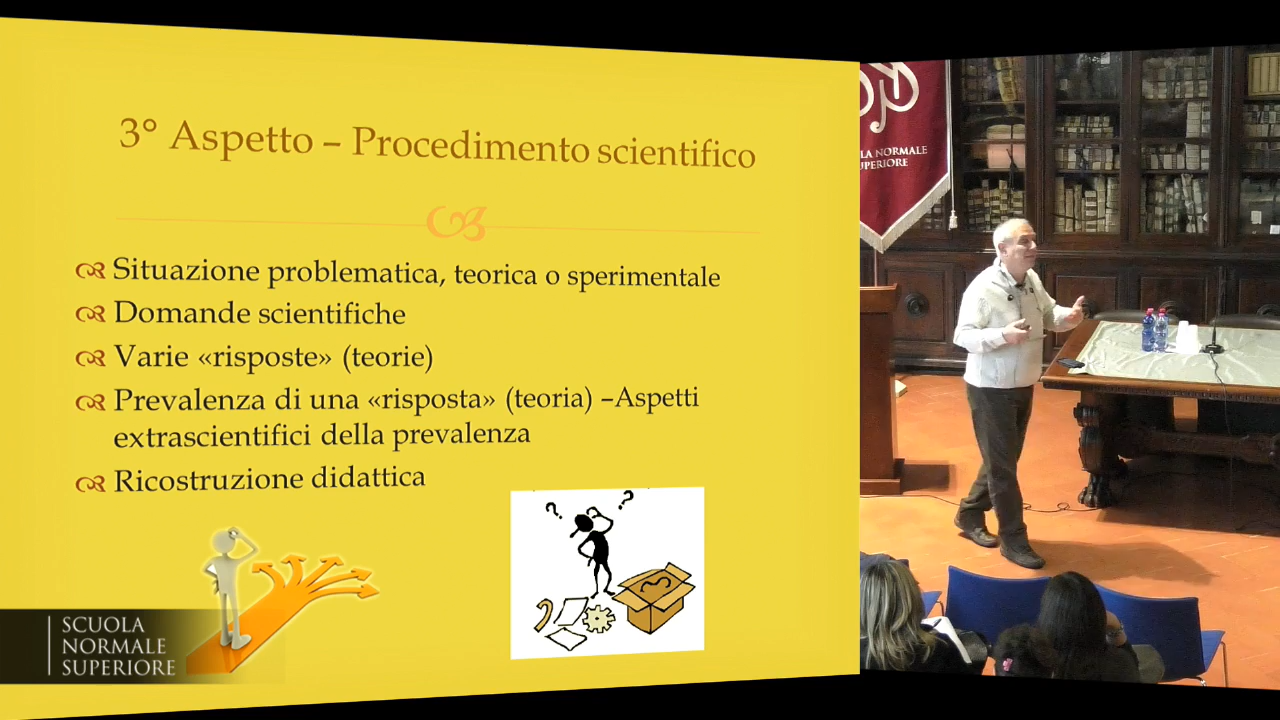 3° Aspetto – Procedimento scientifico
Situazione problematica, teorica o sperimentale
Domande scientifiche
Varie «risposte» (teorie)
Prevalenza di una «risposta» (teoria) –Aspetti
extrascientifici della prevalenza
Ricostruzione didattica
? ?
SCUOLA
NORMALE
SUPERIORE
LA NORMALE
PERIORE